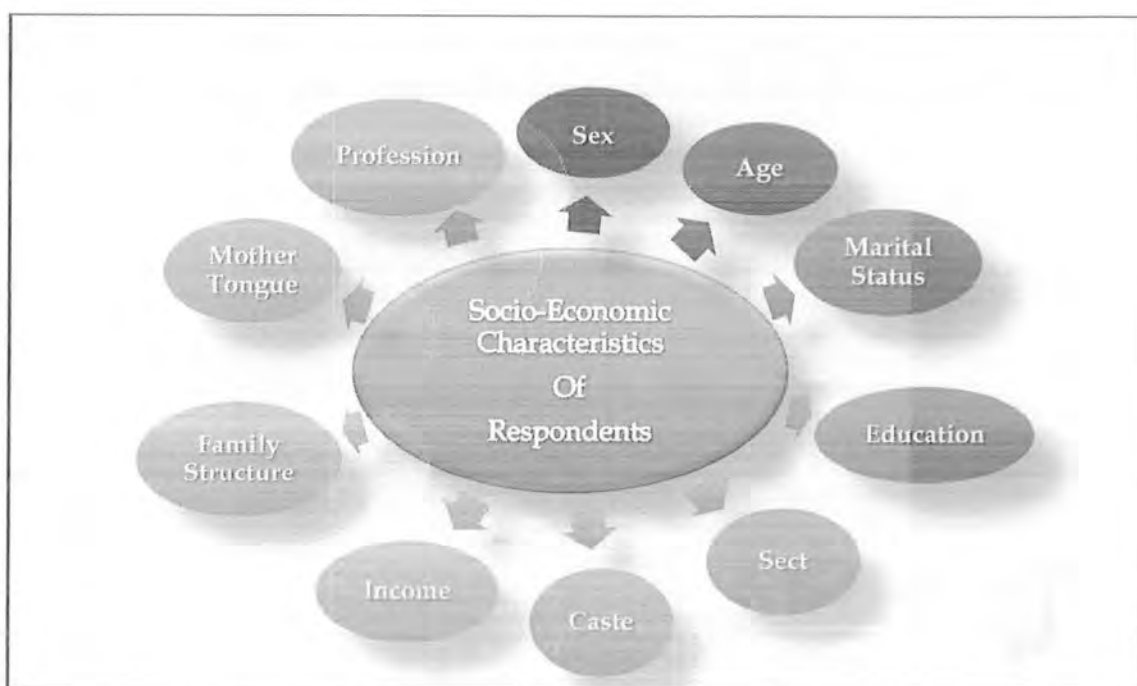 Socio-Economic
Characteristics
Of
Respondents
Sex
Age
Marital
Status
Education
Sect
Caste
Income
Family
Structure
Mother
Tongue
Profession